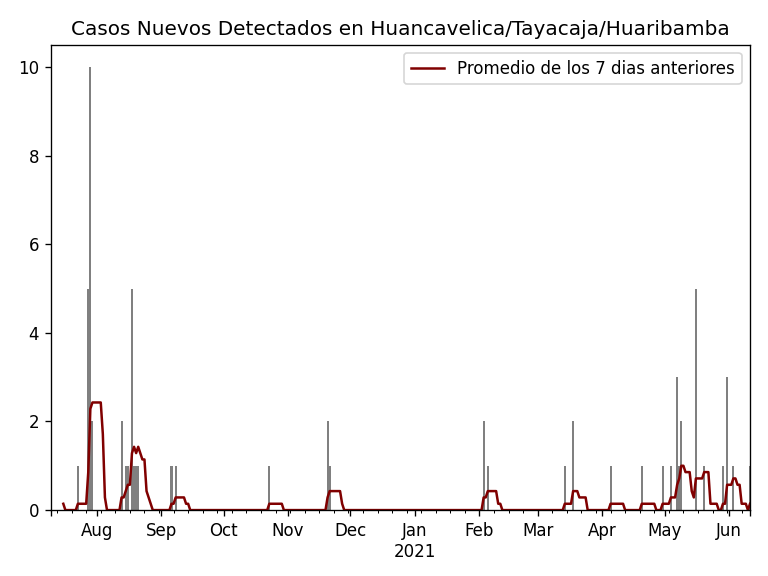 Casos Nuevos Detectados en Huancavelica/Tayacaja/Huaribamba
Promedio de los 7 dias anteriores
10
8
6
4
2
0
Aug Sep Oct Nov Dec Jan Feb Mar Apr May Jun
2021